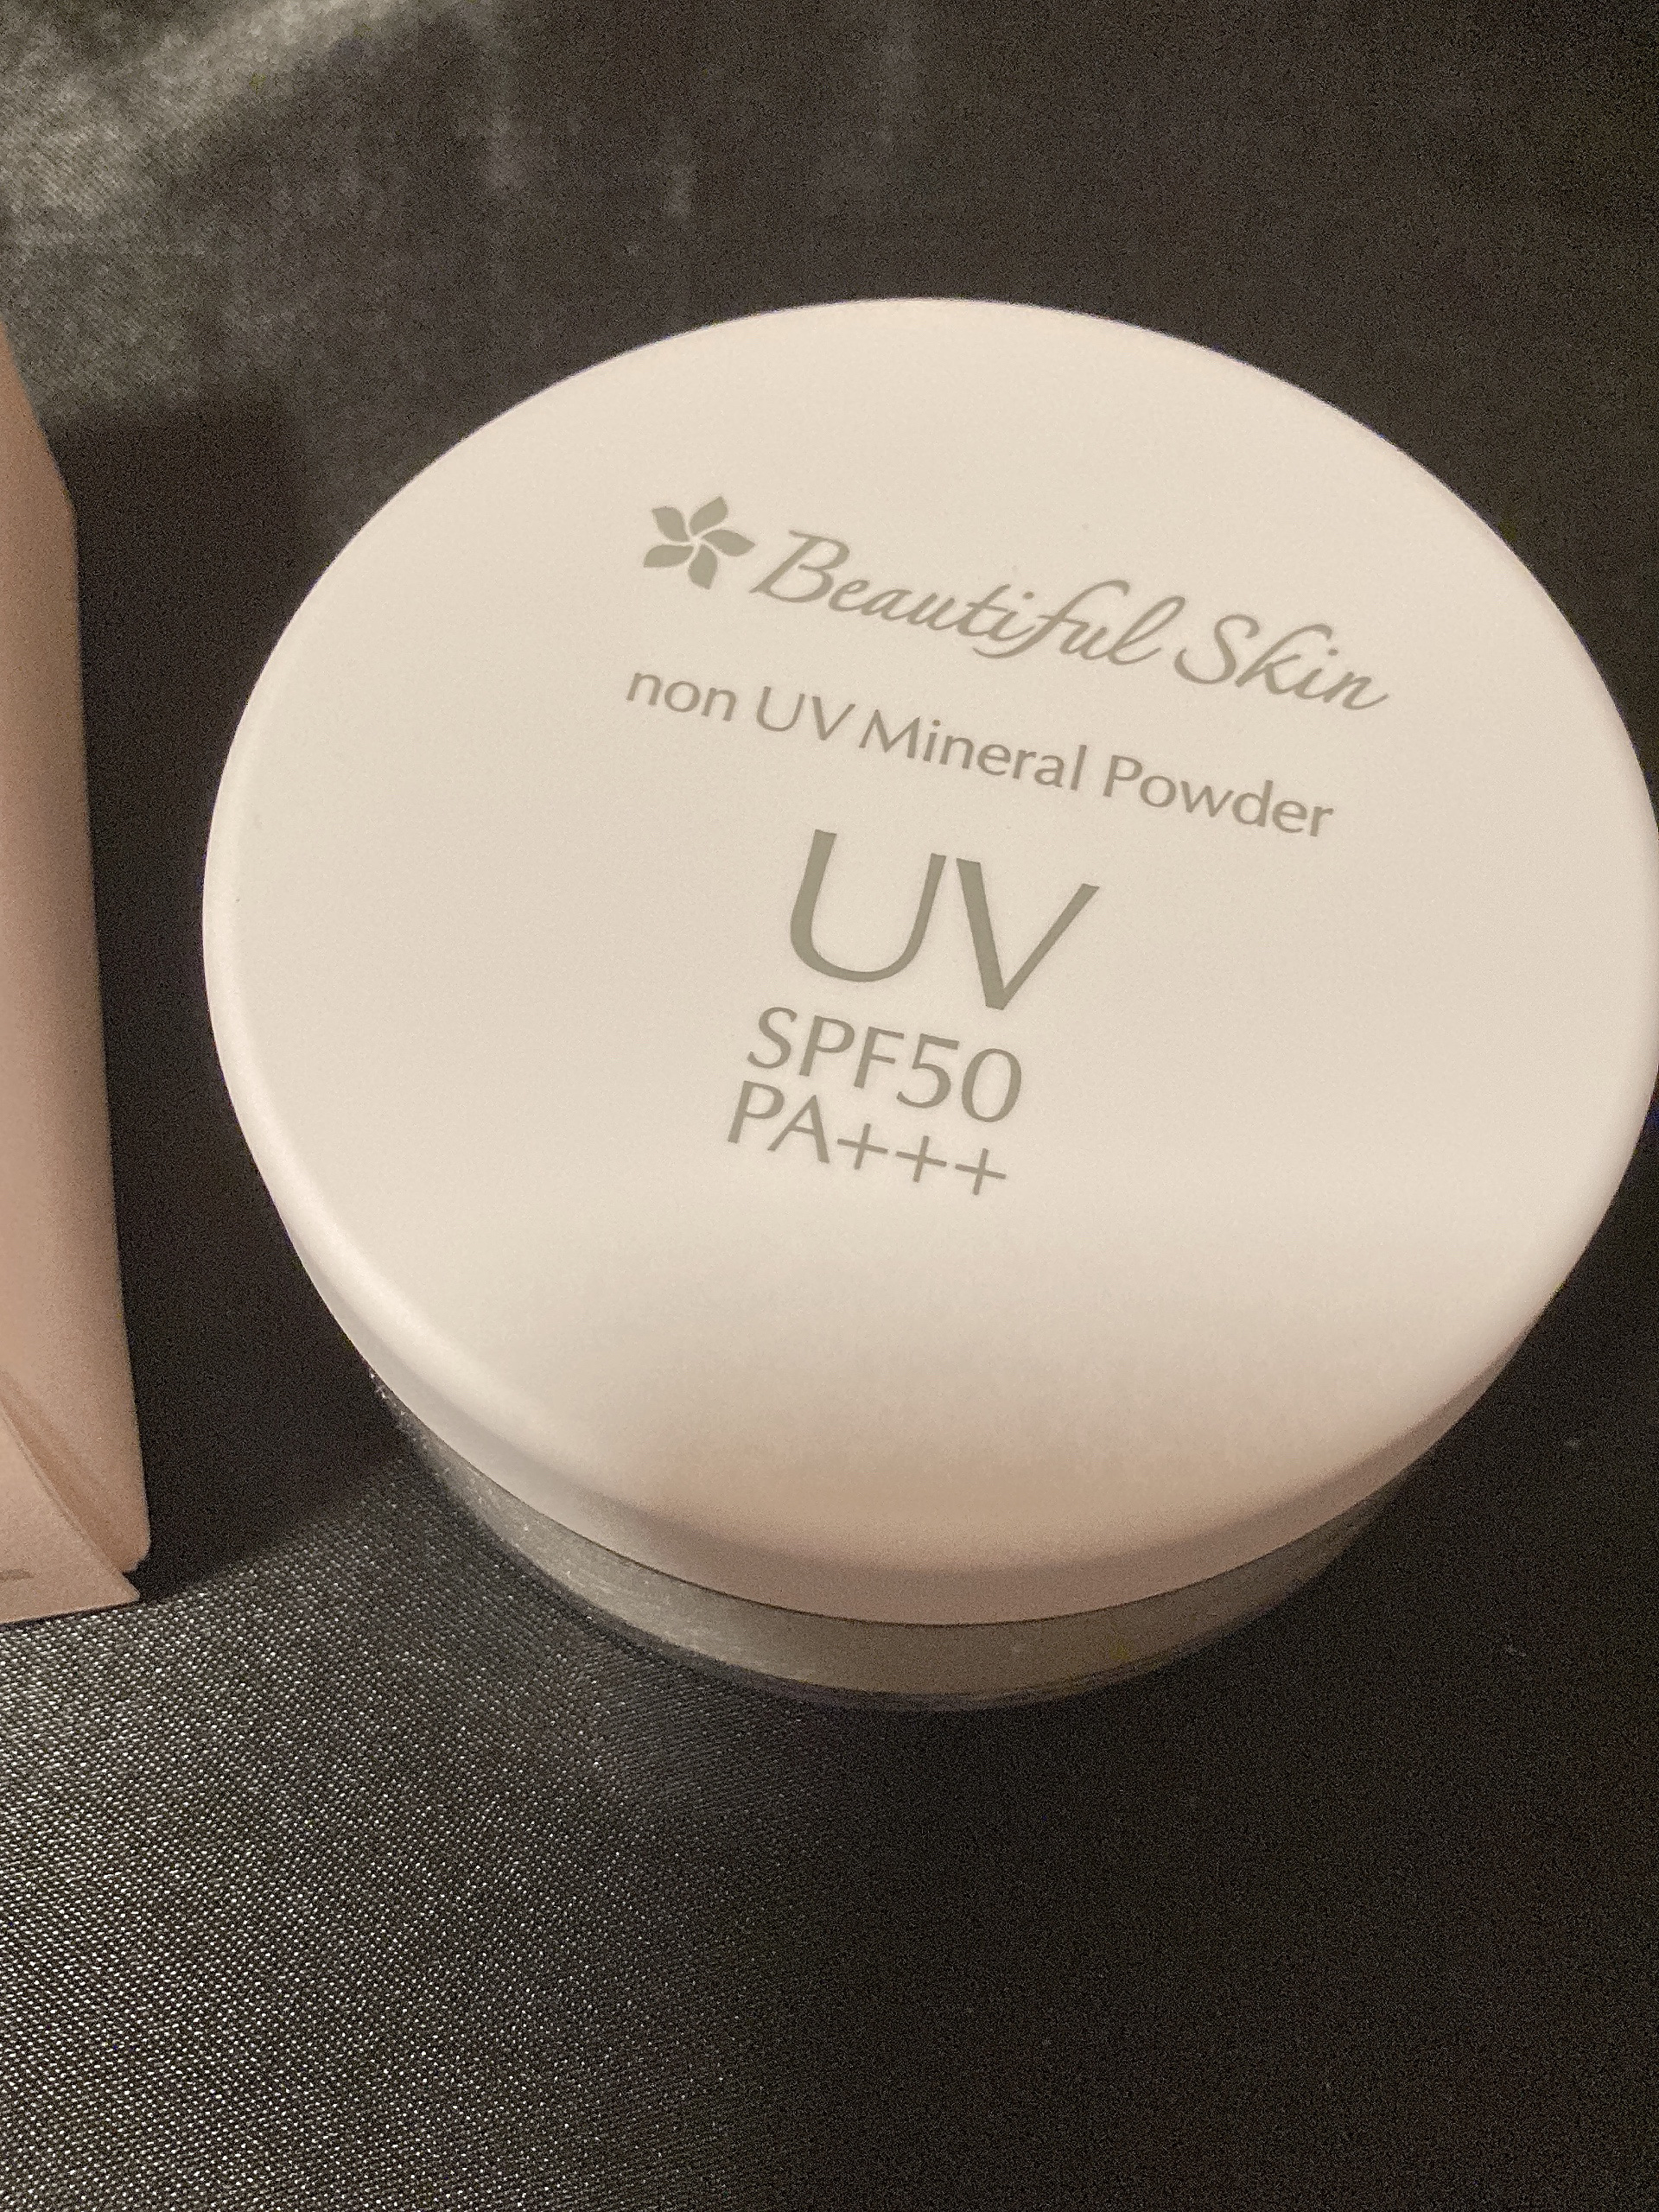 Beautiful Skin
non UV Mineral Powder
UV
SPF50
PA+++